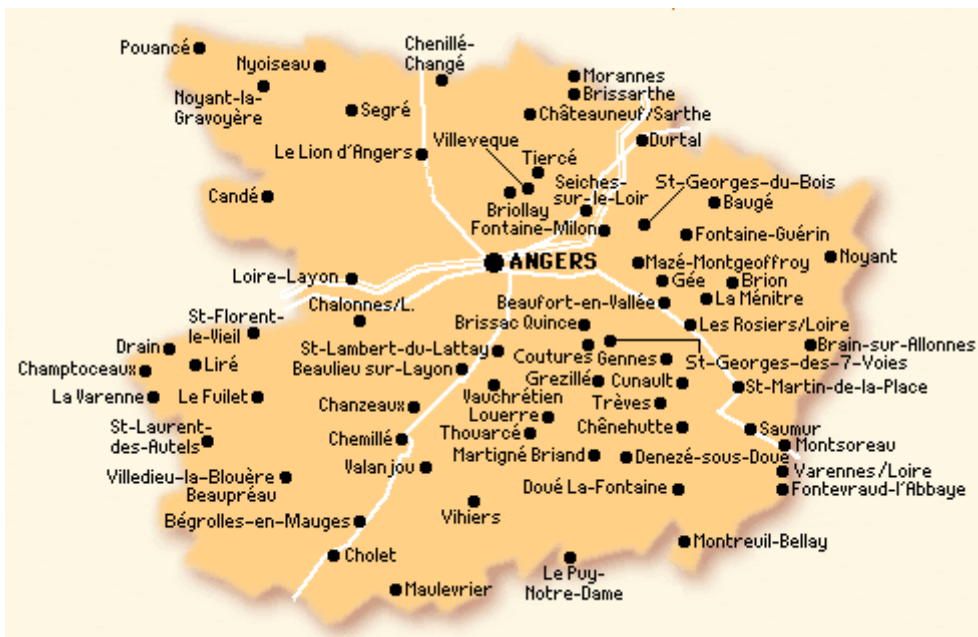 Pouancé
Nyoiseau
Chenillé-
Changé
Morannes
Noyant-la-
Gravoyère
Brissarthe
Segré
Châteauneuf/Sarthe
Villeveque
Durtal
Le Lion d'Angers
Tiercé
Seiches-
sur-le-Loir
St-Georges-du-Bois
Candé
Briollay
Baugé
Fontaine-Milon
Fontaine-Guérin
Noyant
ANGERS
Mazé-Montgeoffroy
Loire-Layon
Gée
Brion
Chalonnes/L.
Beaufort-en-Vallée
La Ménitre
St-Florent-
le-Vieil
Brissac Quince
Les Rosiers/Loire
Drain
Brain-sur-Allonnes
St-Lambert-du-Lattay
Coutures
Gennes
St-Georges-des-7-Voies
Champtoceaux
Liré
Beaulieu sur-Layon
Grezillé
Cunault
St-Martin-de-la-Place
La Varenne
Le Fuilet
Vauchrétien
Chanzeaux
Louerre
Trèves
St-Laurent-
des-Autels
Chemillé
Thouarcé
Chênehutte
Saumur
Montsoreau
Valanjou
Martigné Briand
Denezé-sous-Doué
Varennes/Loire
Villedieu-la-Blouère
Beaupréau
Doué La-Fontaine
Fontevraud-l'Abbaye
Bégrolles-en-Mauges
Vihiers
Montreuil-Bellay
Cholet
Le Puy-
Notre-Dame
Maulevrier